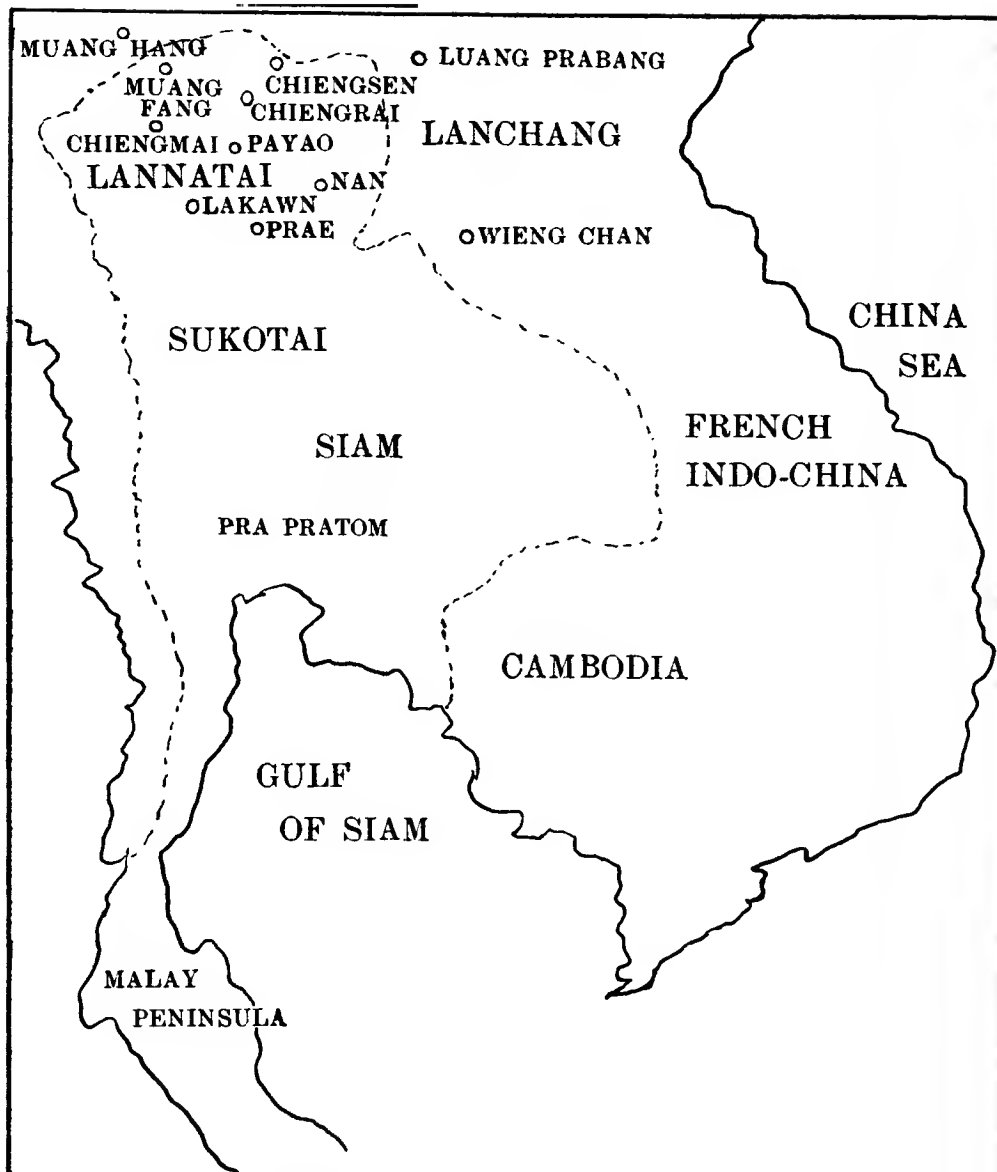 MUANG HANG
LUANG PRABANG
CHIENGSEN
MUANG
FANG
CHIENGRAI
LANCHANG
CHIENGMAI
PAYAO
LANNATAI
NAN
LAKAWN
PRAE
WIENG CHAN
CHINA
SEA
SUKOTAI
FRENCH
INDO-CHINA
SIAM
PRA PRATOM
CAMBODIA
GULF
OF SIAM
MALAY
PENINSULA